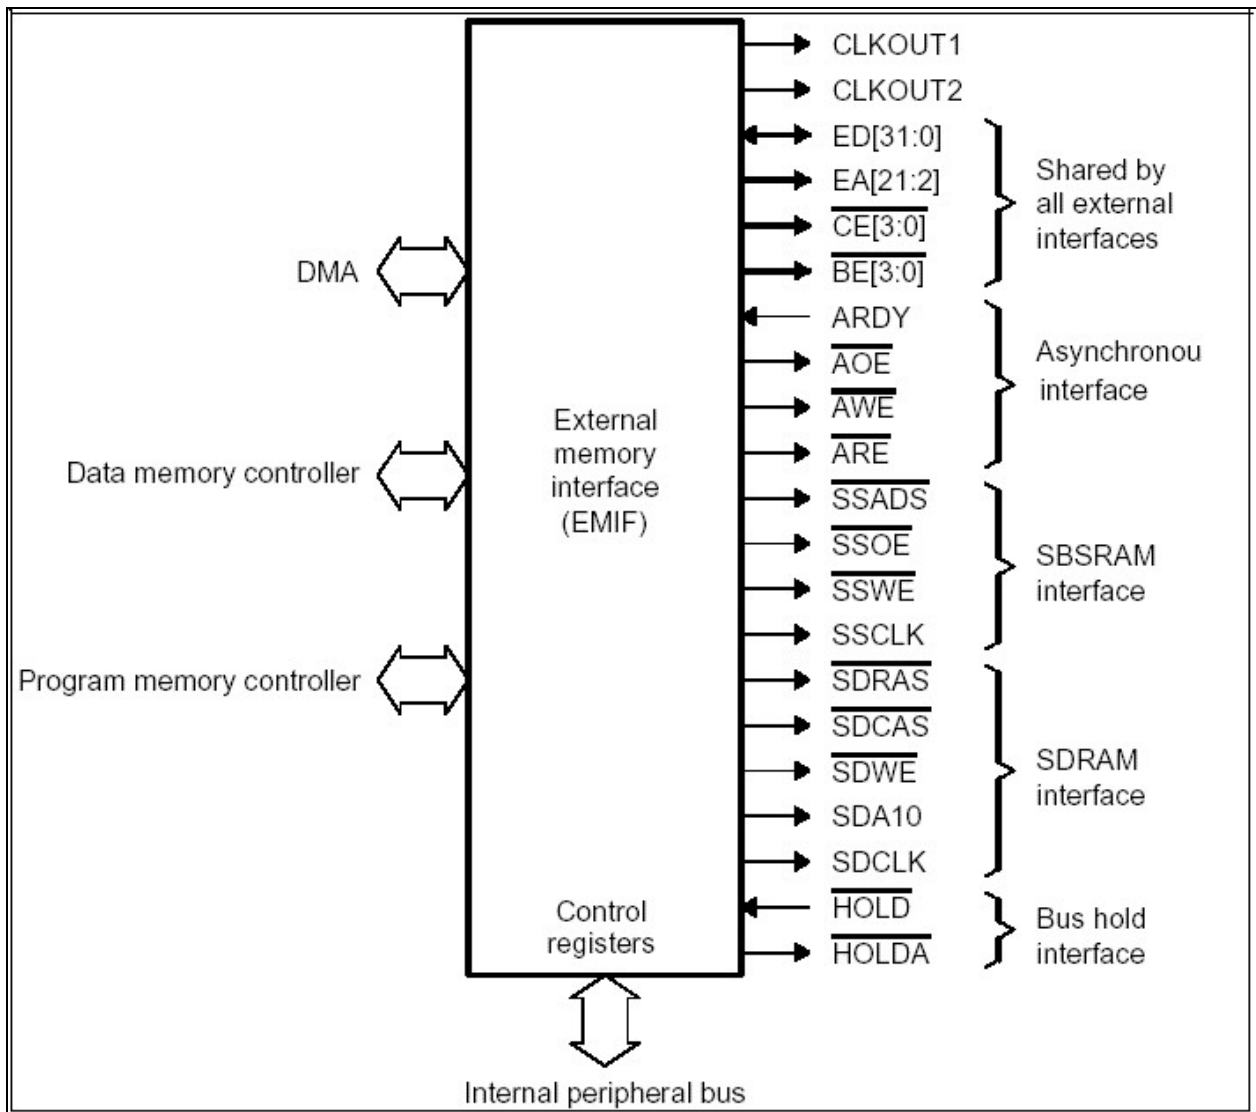 CLKOUT1
CLKOUT2
ED[31:0]
EA[21:2]
CE[3:0]
BE[3:0]
Shared by
all external
interfaces
DMA
ARDY
AOE
AWE
ARE
Asynchronou
interface
External
memory
interface
(EMIF)
Data memory controller
SSADS
SSOE
SSWE
SSCLK
SBSRAM
interface
Program memory controller
SDRAS
SDCAS
SDWE
SDA10
SDCLK
SDRAM
interface
Control
registers
HOLD
HOLDA
Bus hold
interface
Internal peripheral bus